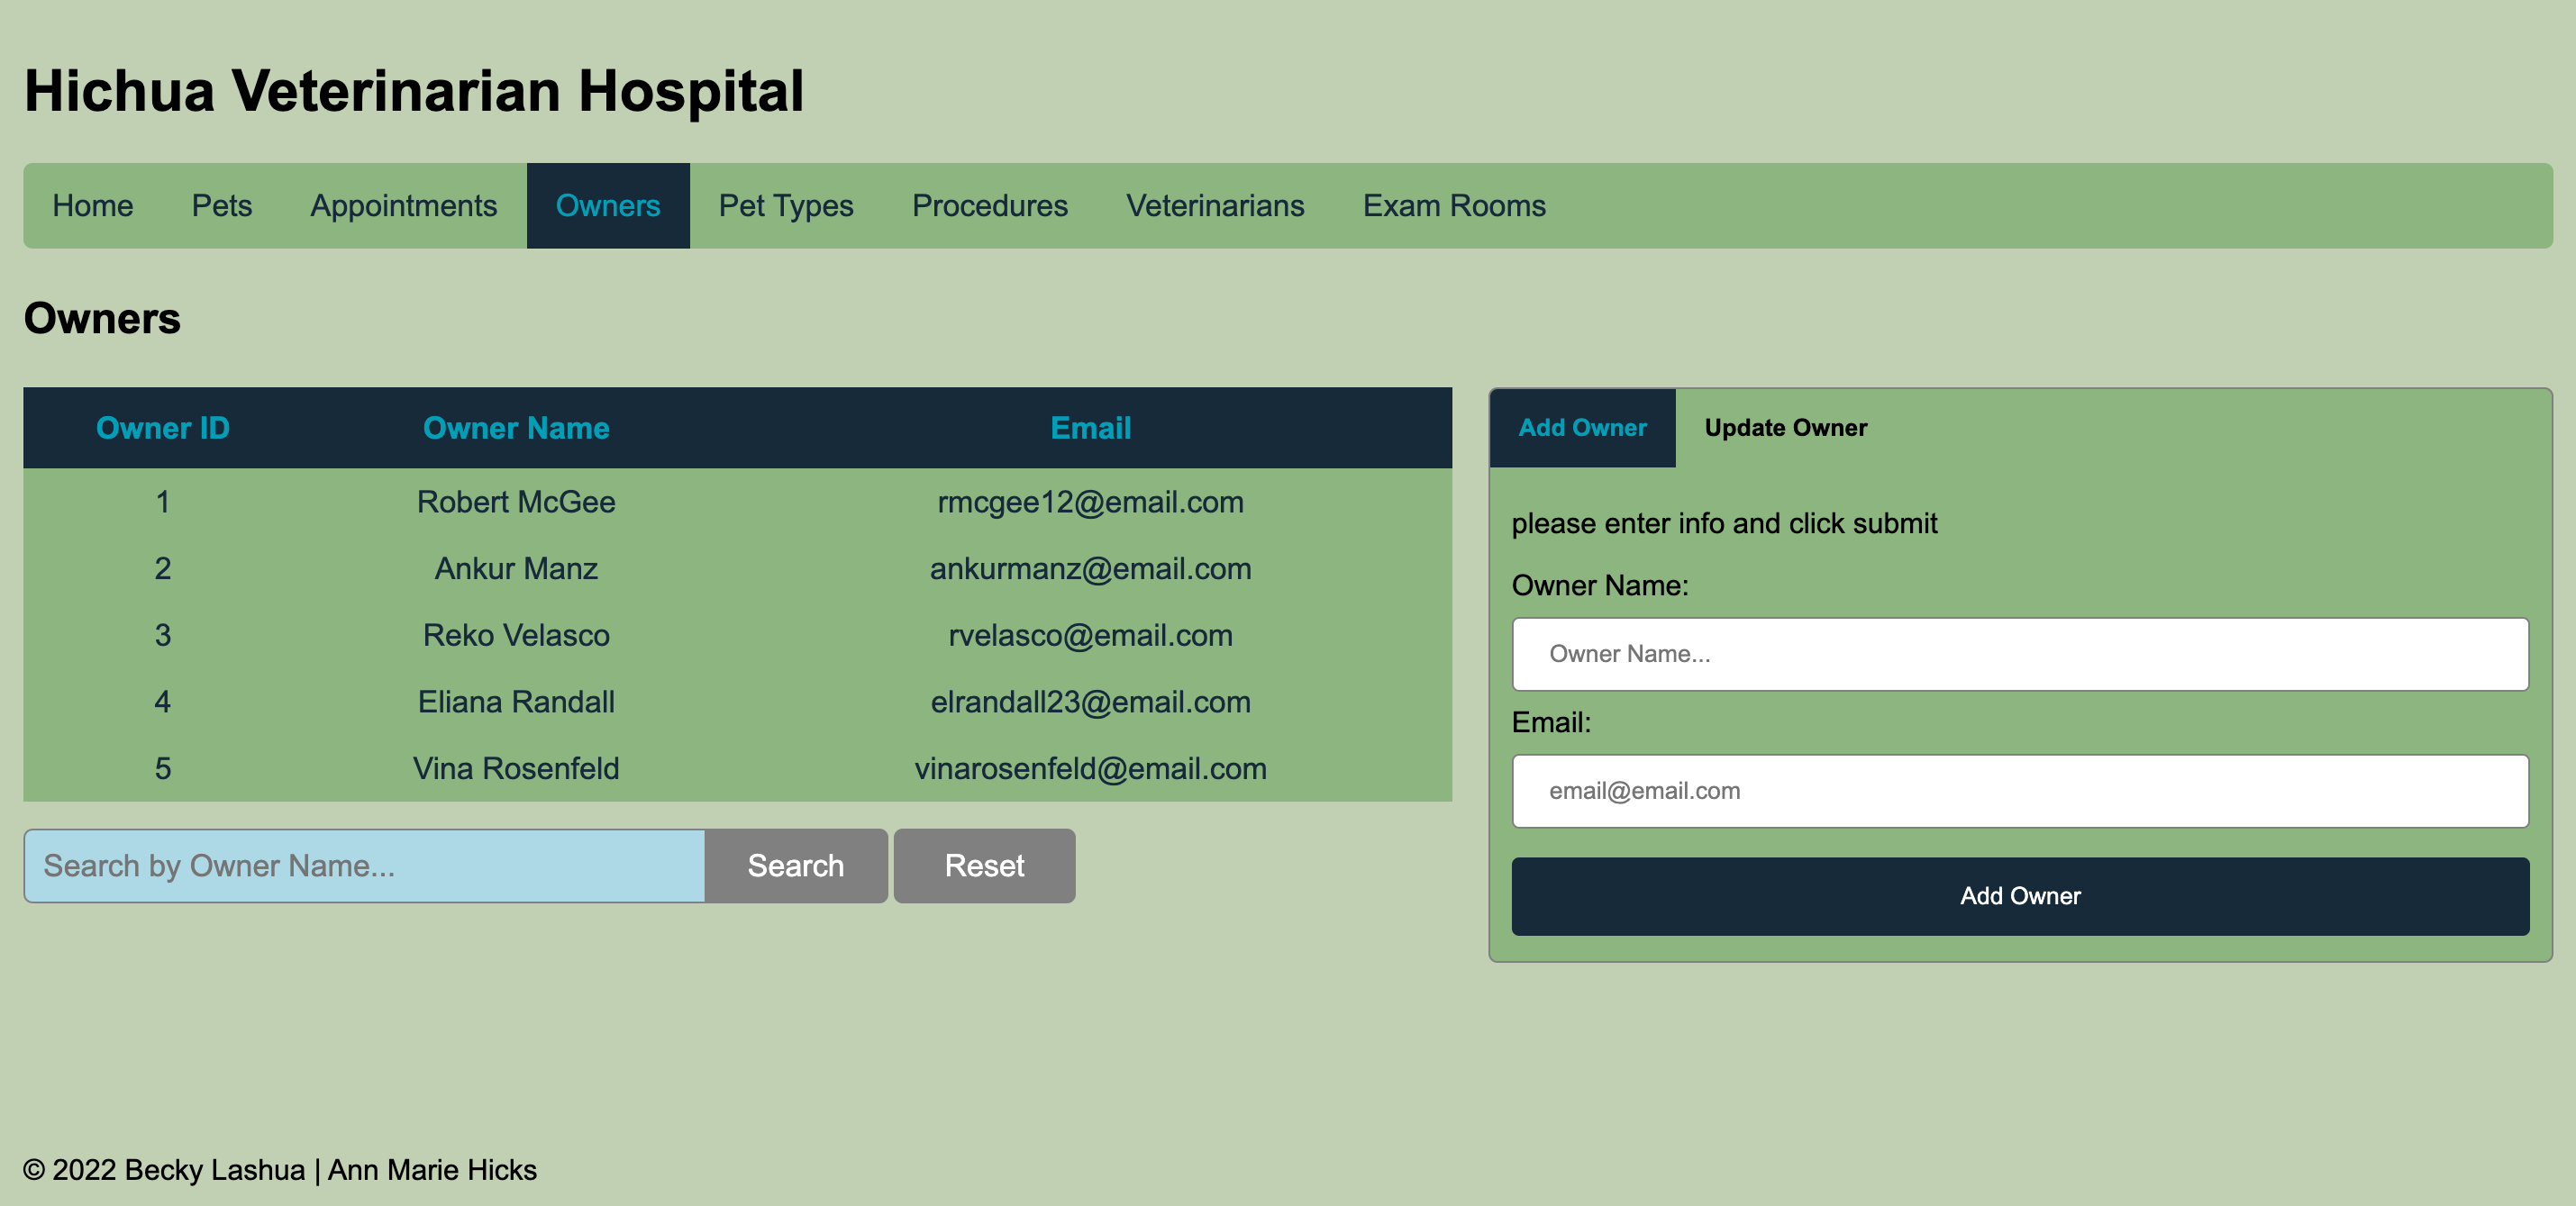 Hichua Veterinarian Hospital
Home Pets Appointments Owners Pet Types Procedures Veterinarians Exam Rooms
Owners
Owner ID Owner Name Email
1 Robert McGee rmcgee12@email.com
2 Ankur Manz ankurmanz@email.com
3 Reko Velasco rvelasco@email.com
4 Eliana Randall elrandall23@email.com
5 Vina Rosenfeld vinarosenfeld@email.com
Search by Owner Name... Search Reset
Add Owner Update Owner
please enter info and click submit
Owner Name:
Owner Name...
Email:
email@email.com
Add Owner
© 2022 Becky Lashua | Ann Marie Hicks